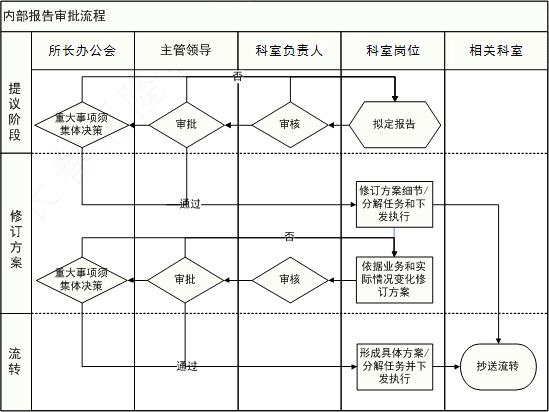 内部报告审批流程
所长办公会
主管领导
科室负责人
科室岗位
相关科室
提议阶段
否
重大事项须
集体决策
审批
审核
拟定报告
修订方案
通过
修订方案细节/
分解任务和下
发执行
否
重大事项须
集体决策
审批
审核
依据业务和实
际情况变化修
订方案
流转
通过
形成具体方案/
分解任务并下
发执行
抄送流转